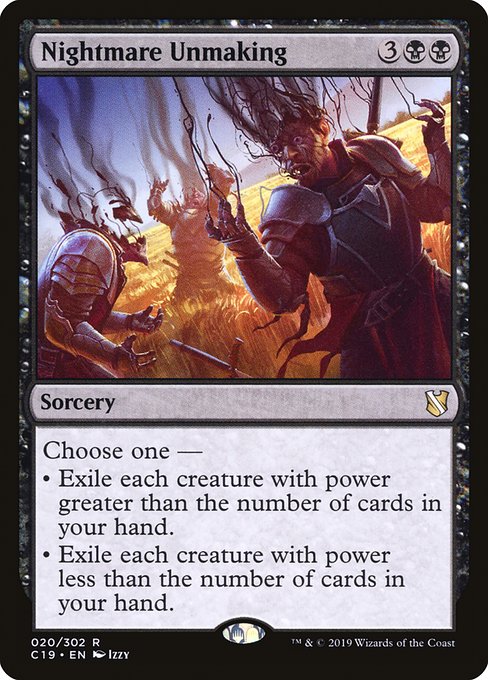 Nightmare Unmaking 3
Sorcery
Choose one —
• Exile each creature with power
greater than the number of cards in
your hand.
• Exile each creature with power
less than the number of cards in
your hand.
020/302 R
C19 • EN Izzy
™ & © 2019 Wizards of the Coast